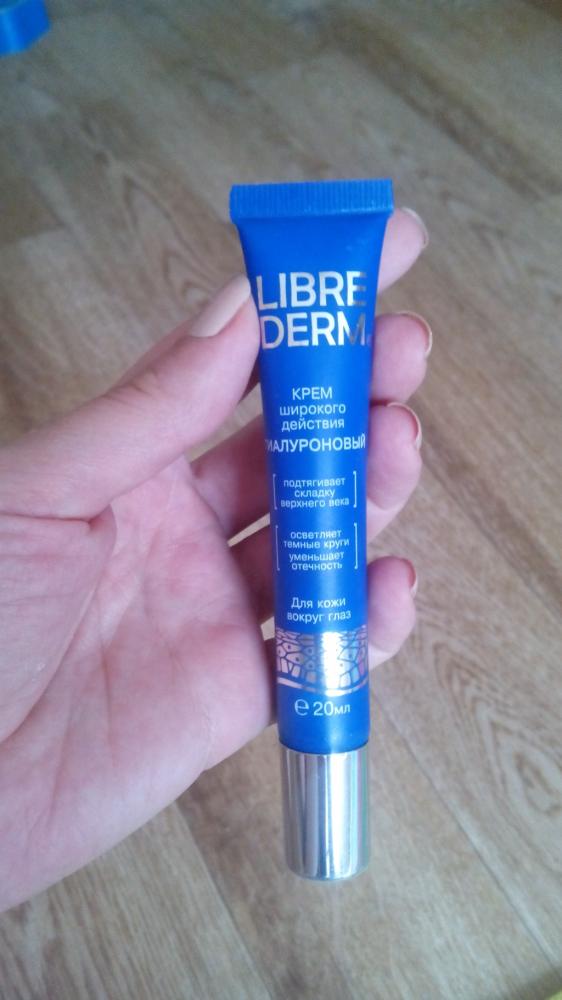 LIBRE
DERM
КРЕМ
широкого
действия
ГИАЛУРОНОВЫЙ
подтягивает
складку
верхнего века
осветляет
темные круги
уменьшает
отечность
Для кожи
вокруг глаз
℮ 20мл